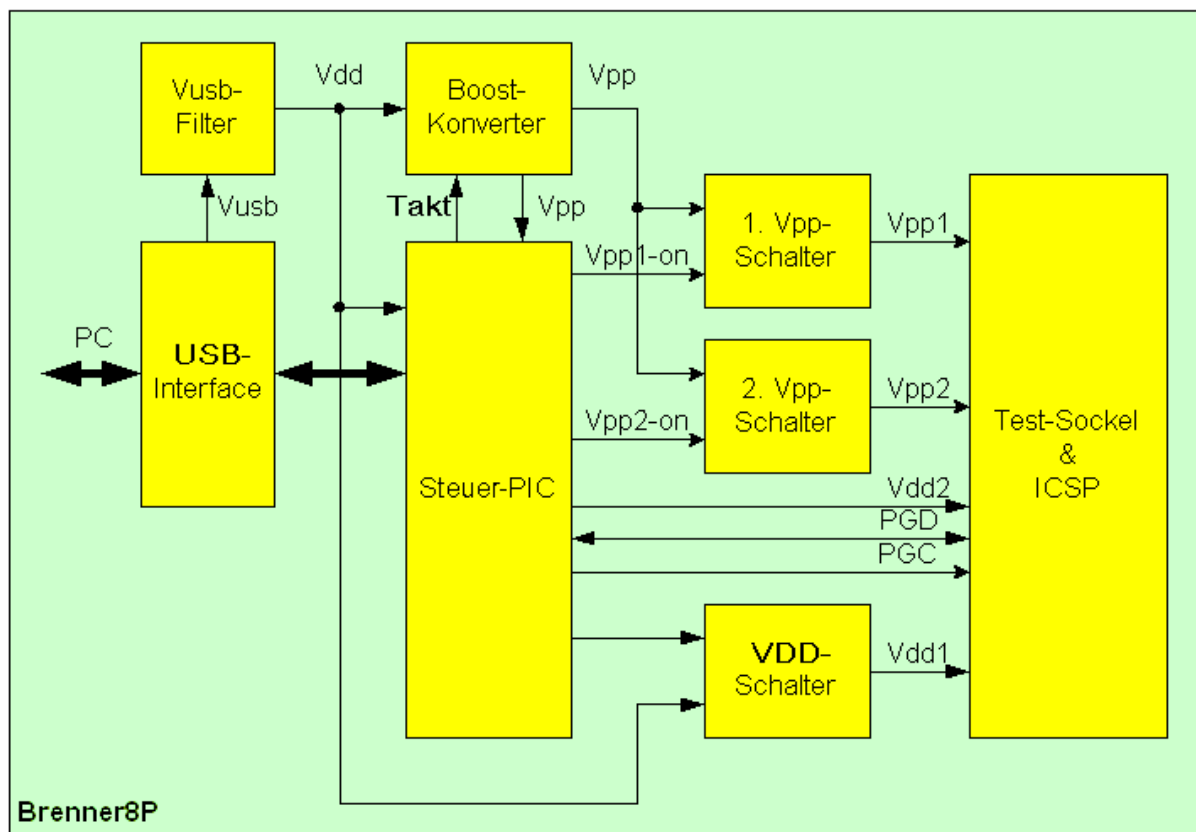 Vusb-
Filter
Vdd
Boost-
Konverter
Vpp
Vusb
Takt
Vpp
1. Vpp-
Schalter
Vpp1
Vpp1-on
PC
USB-
Interface
2. Vpp-
Schalter
Vpp2
Vpp2-on
Steuer-PIC
Test-Sockel
&
ICSP
Vdd2
PGD
PGC
VDD-
Schalter
Vdd1
Brenner8P